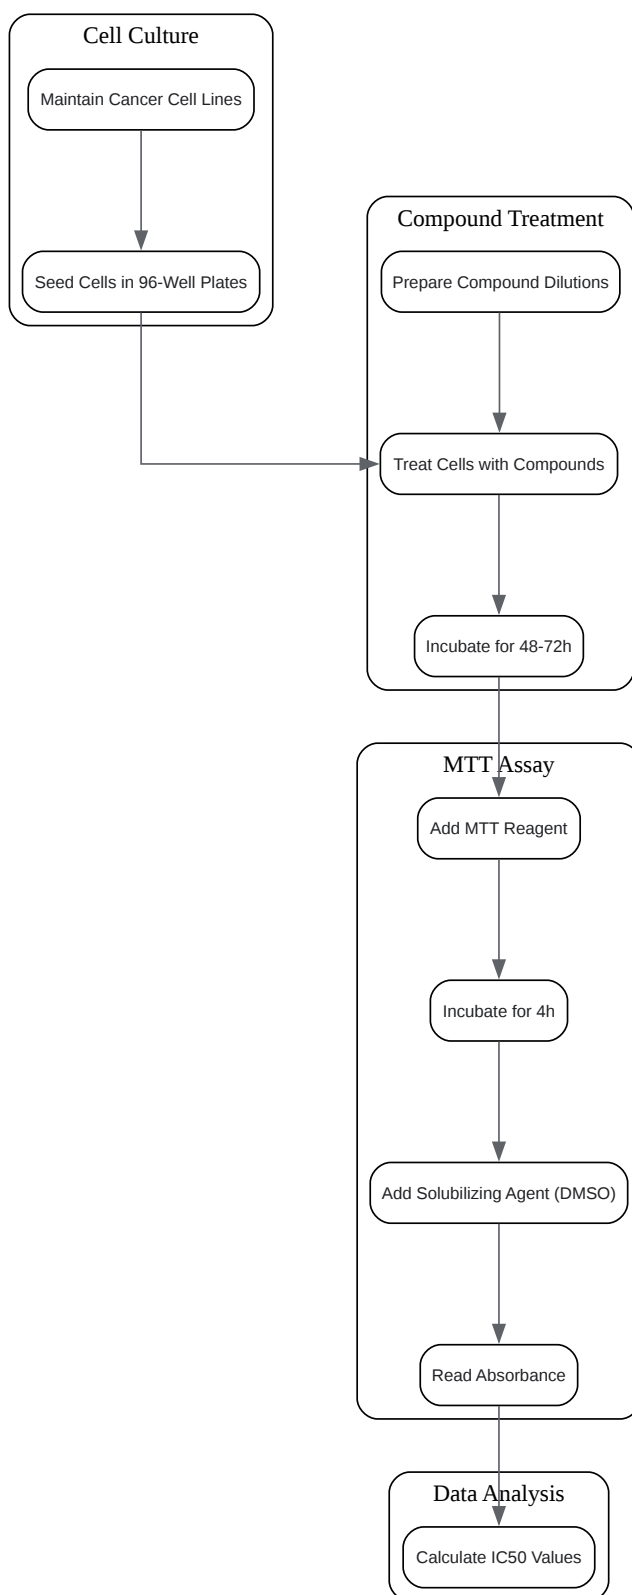 Cell Culture
Maintain Cancer Cell Lines
Seed Cells in 96-Well Plates
Compound Treatment
Prepare Compound Dilutions
Treat Cells with Compounds
Incubate for 48-72h
MTT Assay
Add MTT Reagent
Incubate for 4h
Add Solubilizing Agent (DMSO)
Read Absorbance
Data Analysis
Calculate IC50 Values